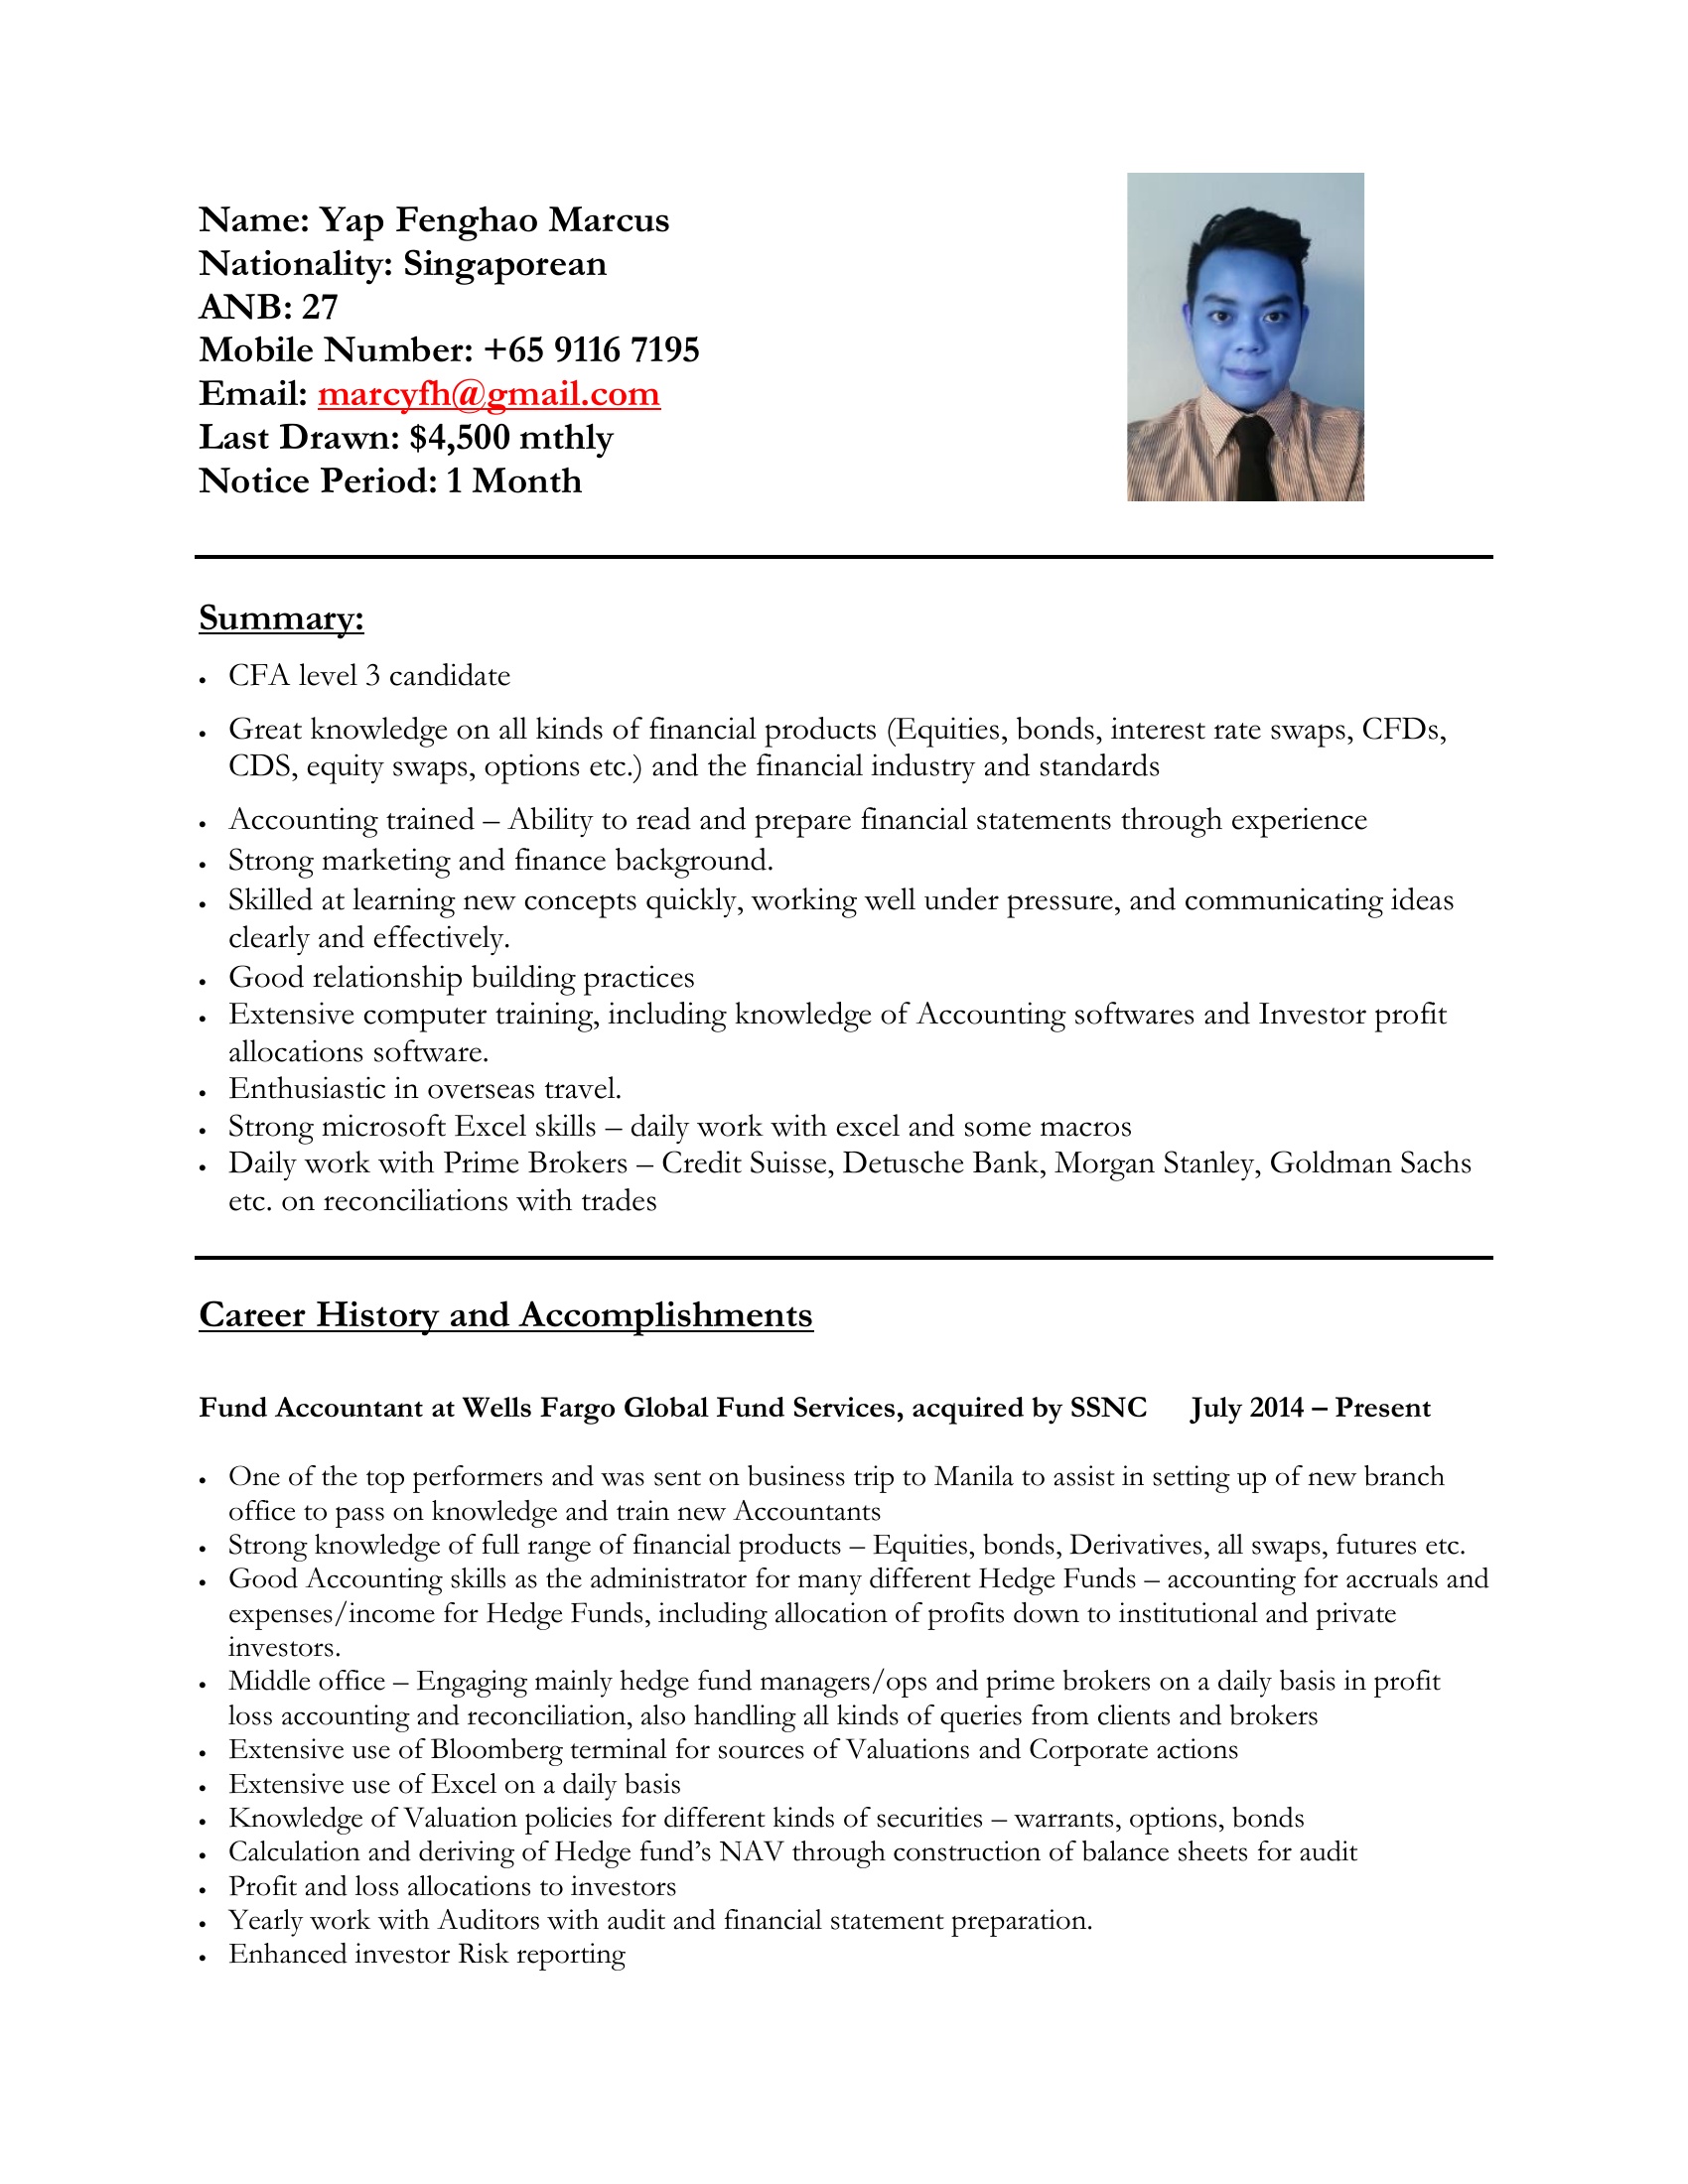 Name: Yap Fenghao Marcus
Nationality: Singaporean
ANB: 27
Mobile Number: +65 9116 7195
Email: marcyfh@gmail.com
Last Drawn: $4,500 mthly
Notice Period: 1 Month
Summary:
• CFA level 3 candidate
• Great knowledge on all kinds of financial products (Equities, bonds, interest rate swaps, CFDs,
CDS, equity swaps, options etc.) and the financial industry and standards
• Accounting trained – Ability to read and prepare financial statements through experience
• Strong marketing and finance background.
• Skilled at learning new concepts quickly, working well under pressure, and communicating ideas
clearly and effectively.
• Good relationship building practices
• Extensive computer training, including knowledge of Accounting softwares and Investor profit
allocations software.
• Enthusiastic in overseas travel.
• Strong microsoft Excel skills – daily work with excel and some macros
• Daily work with Prime Brokers – Credit Suisse, Detusche Bank, Morgan Stanley, Goldman Sachs
etc. on reconciliations with trades
Career History and Accomplishments
Fund Accountant at Wells Fargo Global Fund Services, acquired by SSNC July 2014 – Present
• One of the top performers and was sent on business trip to Manila to assist in setting up of new branch
office to pass on knowledge and train new Accountants
• Strong knowledge of full range of financial products – Equities, bonds, Derivatives, all swaps, futures etc.
• Good Accounting skills as the administrator for many different Hedge Funds – accounting for accruals and
expenses/income for Hedge Funds, including allocation of profits down to institutional and private
investors.
• Middle office – Engaging mainly hedge fund managers/ops and prime brokers on a daily basis in profit
loss accounting and reconciliation, also handling all kinds of queries from clients and brokers
• Extensive use of Bloomberg terminal for sources of Valuations and Corporate actions
• Extensive use of Excel on a daily basis
• Knowledge of Valuation policies for different kinds of securities – warrants, options, bonds
• Calculation and deriving of Hedge fund’s NAV through construction of balance sheets for audit
• Profit and loss allocations to investors
• Yearly work with Auditors with audit and financial statement preparation.
• Enhanced investor Risk reporting